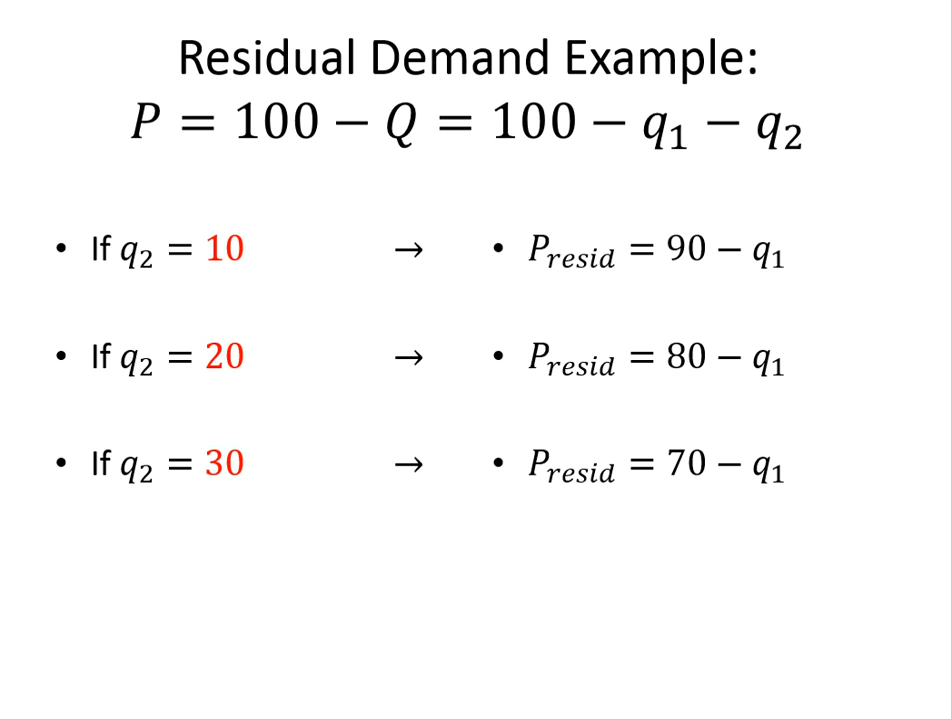 Residual Demand Example:
P = 100 − Q = 100 − q₁ − q₂
• If q₂ = 10 → • P_resid = 90 − q₁
• If q₂ = 20 → • P_resid = 80 − q₁
• If q₂ = 30 → • P_resid = 70 − q₁